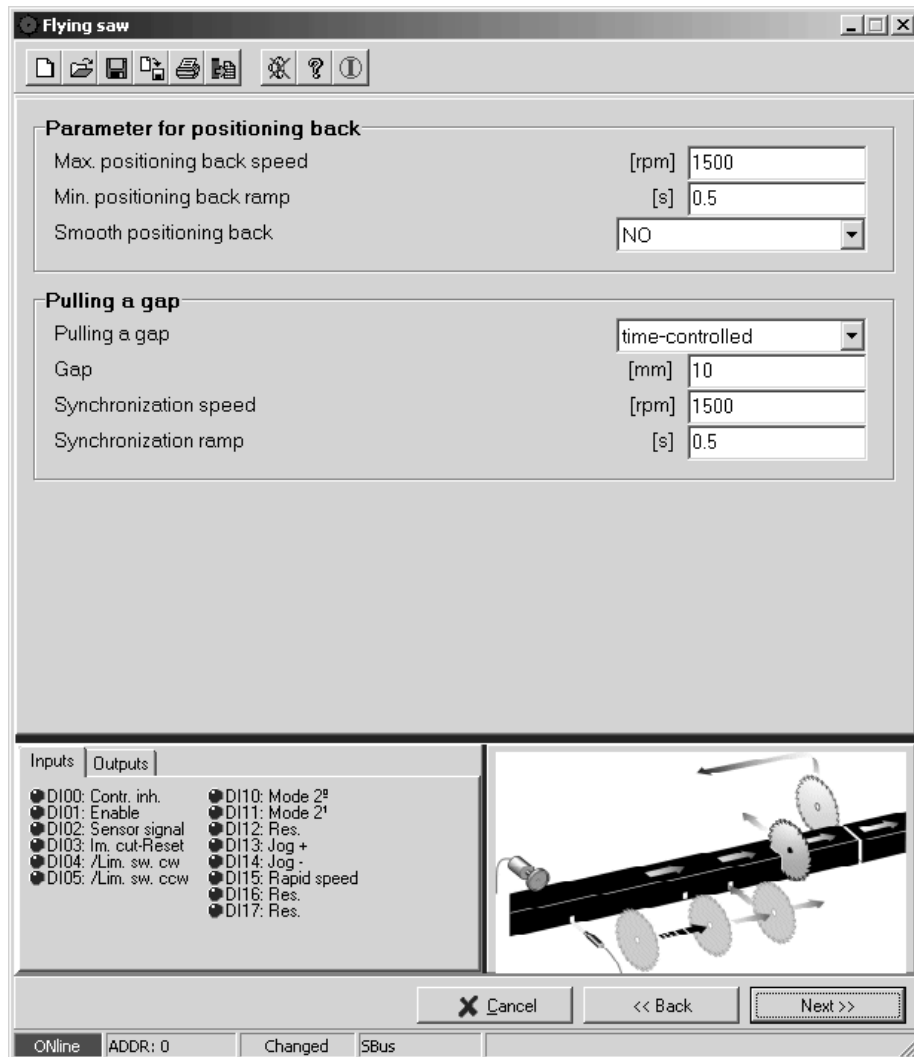 Flying saw
Parameter for positioning back
Max. positioning back speed [rpm] 1500
Min. positioning back ramp [s] 0.5
Smooth positioning back NO
Pulling a gap
Pulling a gap time-controlled
Gap [mm] 10
Synchronization speed [rpm] 1500
Synchronization ramp [s] 0.5
Inputs Outputs
DI00: Contr. inh. DI10: Mode 2º
DI01: Enable DI11: Mode 2¹
DI02: Sensor signal DI12: Res.
DI03: Im. cut-Reset DI13: Jog +
DI04: /Lim. sw. cw DI14: Jog -
DI05: /Lim. sw. ccw DI15: Rapid speed
DI16: Res.
DI17: Res.
Cancel << Back Next >>
ONline ADDR: 0 Changed SBus